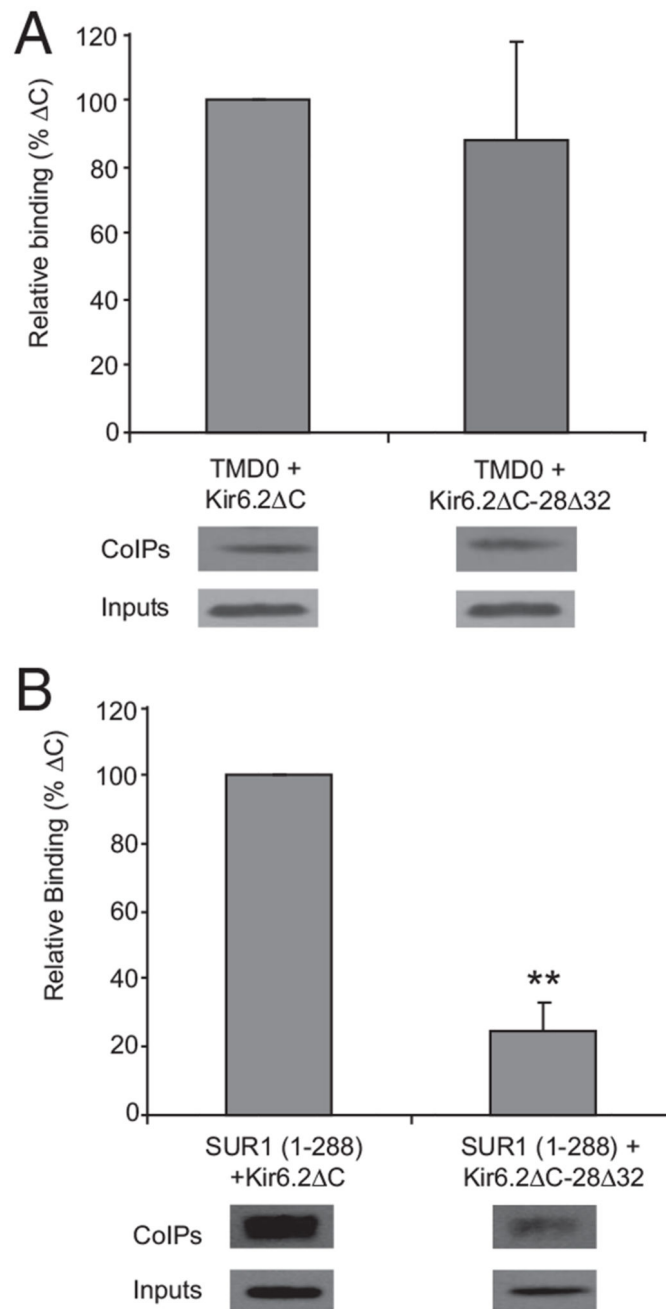 A
Relative binding (% ΔC)
120
100
80
60
40
20
0
TMD0 +
Kir6.2ΔC
TMD0 +
Kir6.2ΔC-28Δ32
CoIPs
Inputs
B
Relative Binding (% ΔC)
120
100
80
60
40
20
0
**
SUR1 (1-288)
+Kir6.2ΔC
SUR1 (1-288) +
Kir6.2ΔC-28Δ32
CoIPs
Inputs